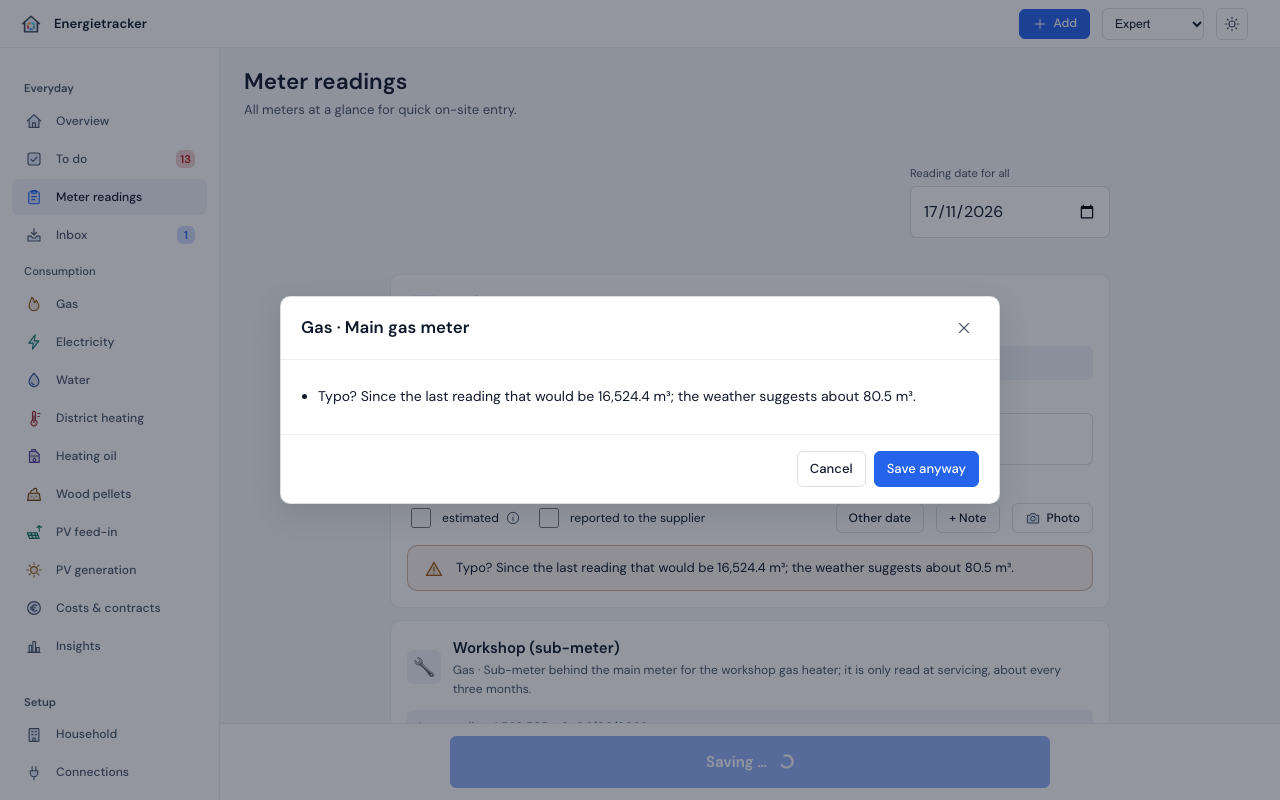 Energietracker
Add
Expert
Everyday
Overview
To do
13
Meter readings
Inbox
1
Consumption
Gas
Electricity
Water
District heating
Heating oil
Wood pellets
PV feed-in
PV generation
Costs & contracts
Insights
Setup
Household
Connections
Meter readings
All meters at a glance for quick on-site entry.
Reading date for all
17/11/2026
Gas · Main gas meter
Typo? Since the last reading that would be 16,524.4 m³; the weather suggests about 80.5 m³.
Cancel
Save anyway
estimated
reported to the supplier
Other date
+ Note
Photo
Typo? Since the last reading that would be 16,524.4 m³; the weather suggests about 80.5 m³.
Workshop (sub-meter)
Gas · Sub-meter behind the main meter for the workshop gas heater; it is only read at servicing, about every
three months.
Saving …